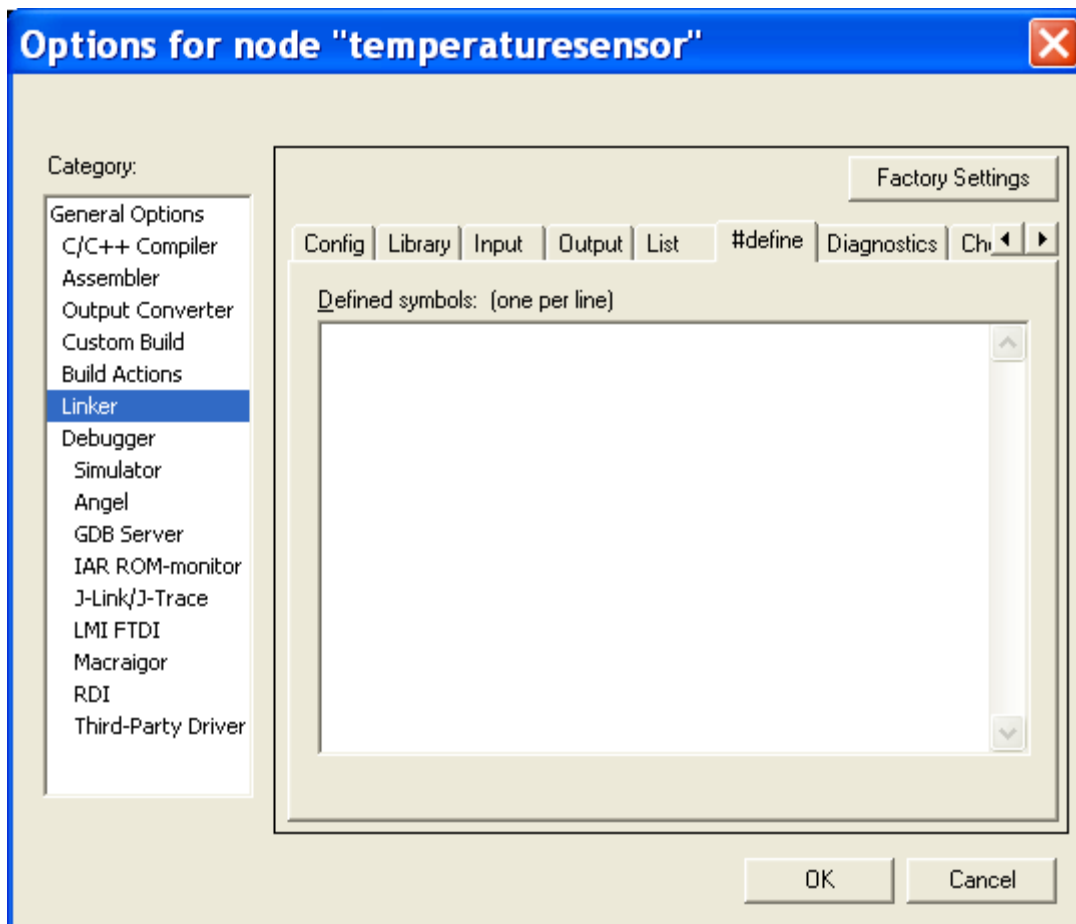 Options for node "temperaturesensor"
Category:
General Options
C/C++ Compiler
Assembler
Output Converter
Custom Build
Build Actions
Linker
Debugger
Simulator
Angel
GDB Server
IAR ROM-monitor
J-Link/J-Trace
LMI FTDI
Macraigor
RDI
Third-Party Driver
Factory Settings
Config Library Input Output List #define Diagnostics
Defined symbols: (one per line)
OK Cancel